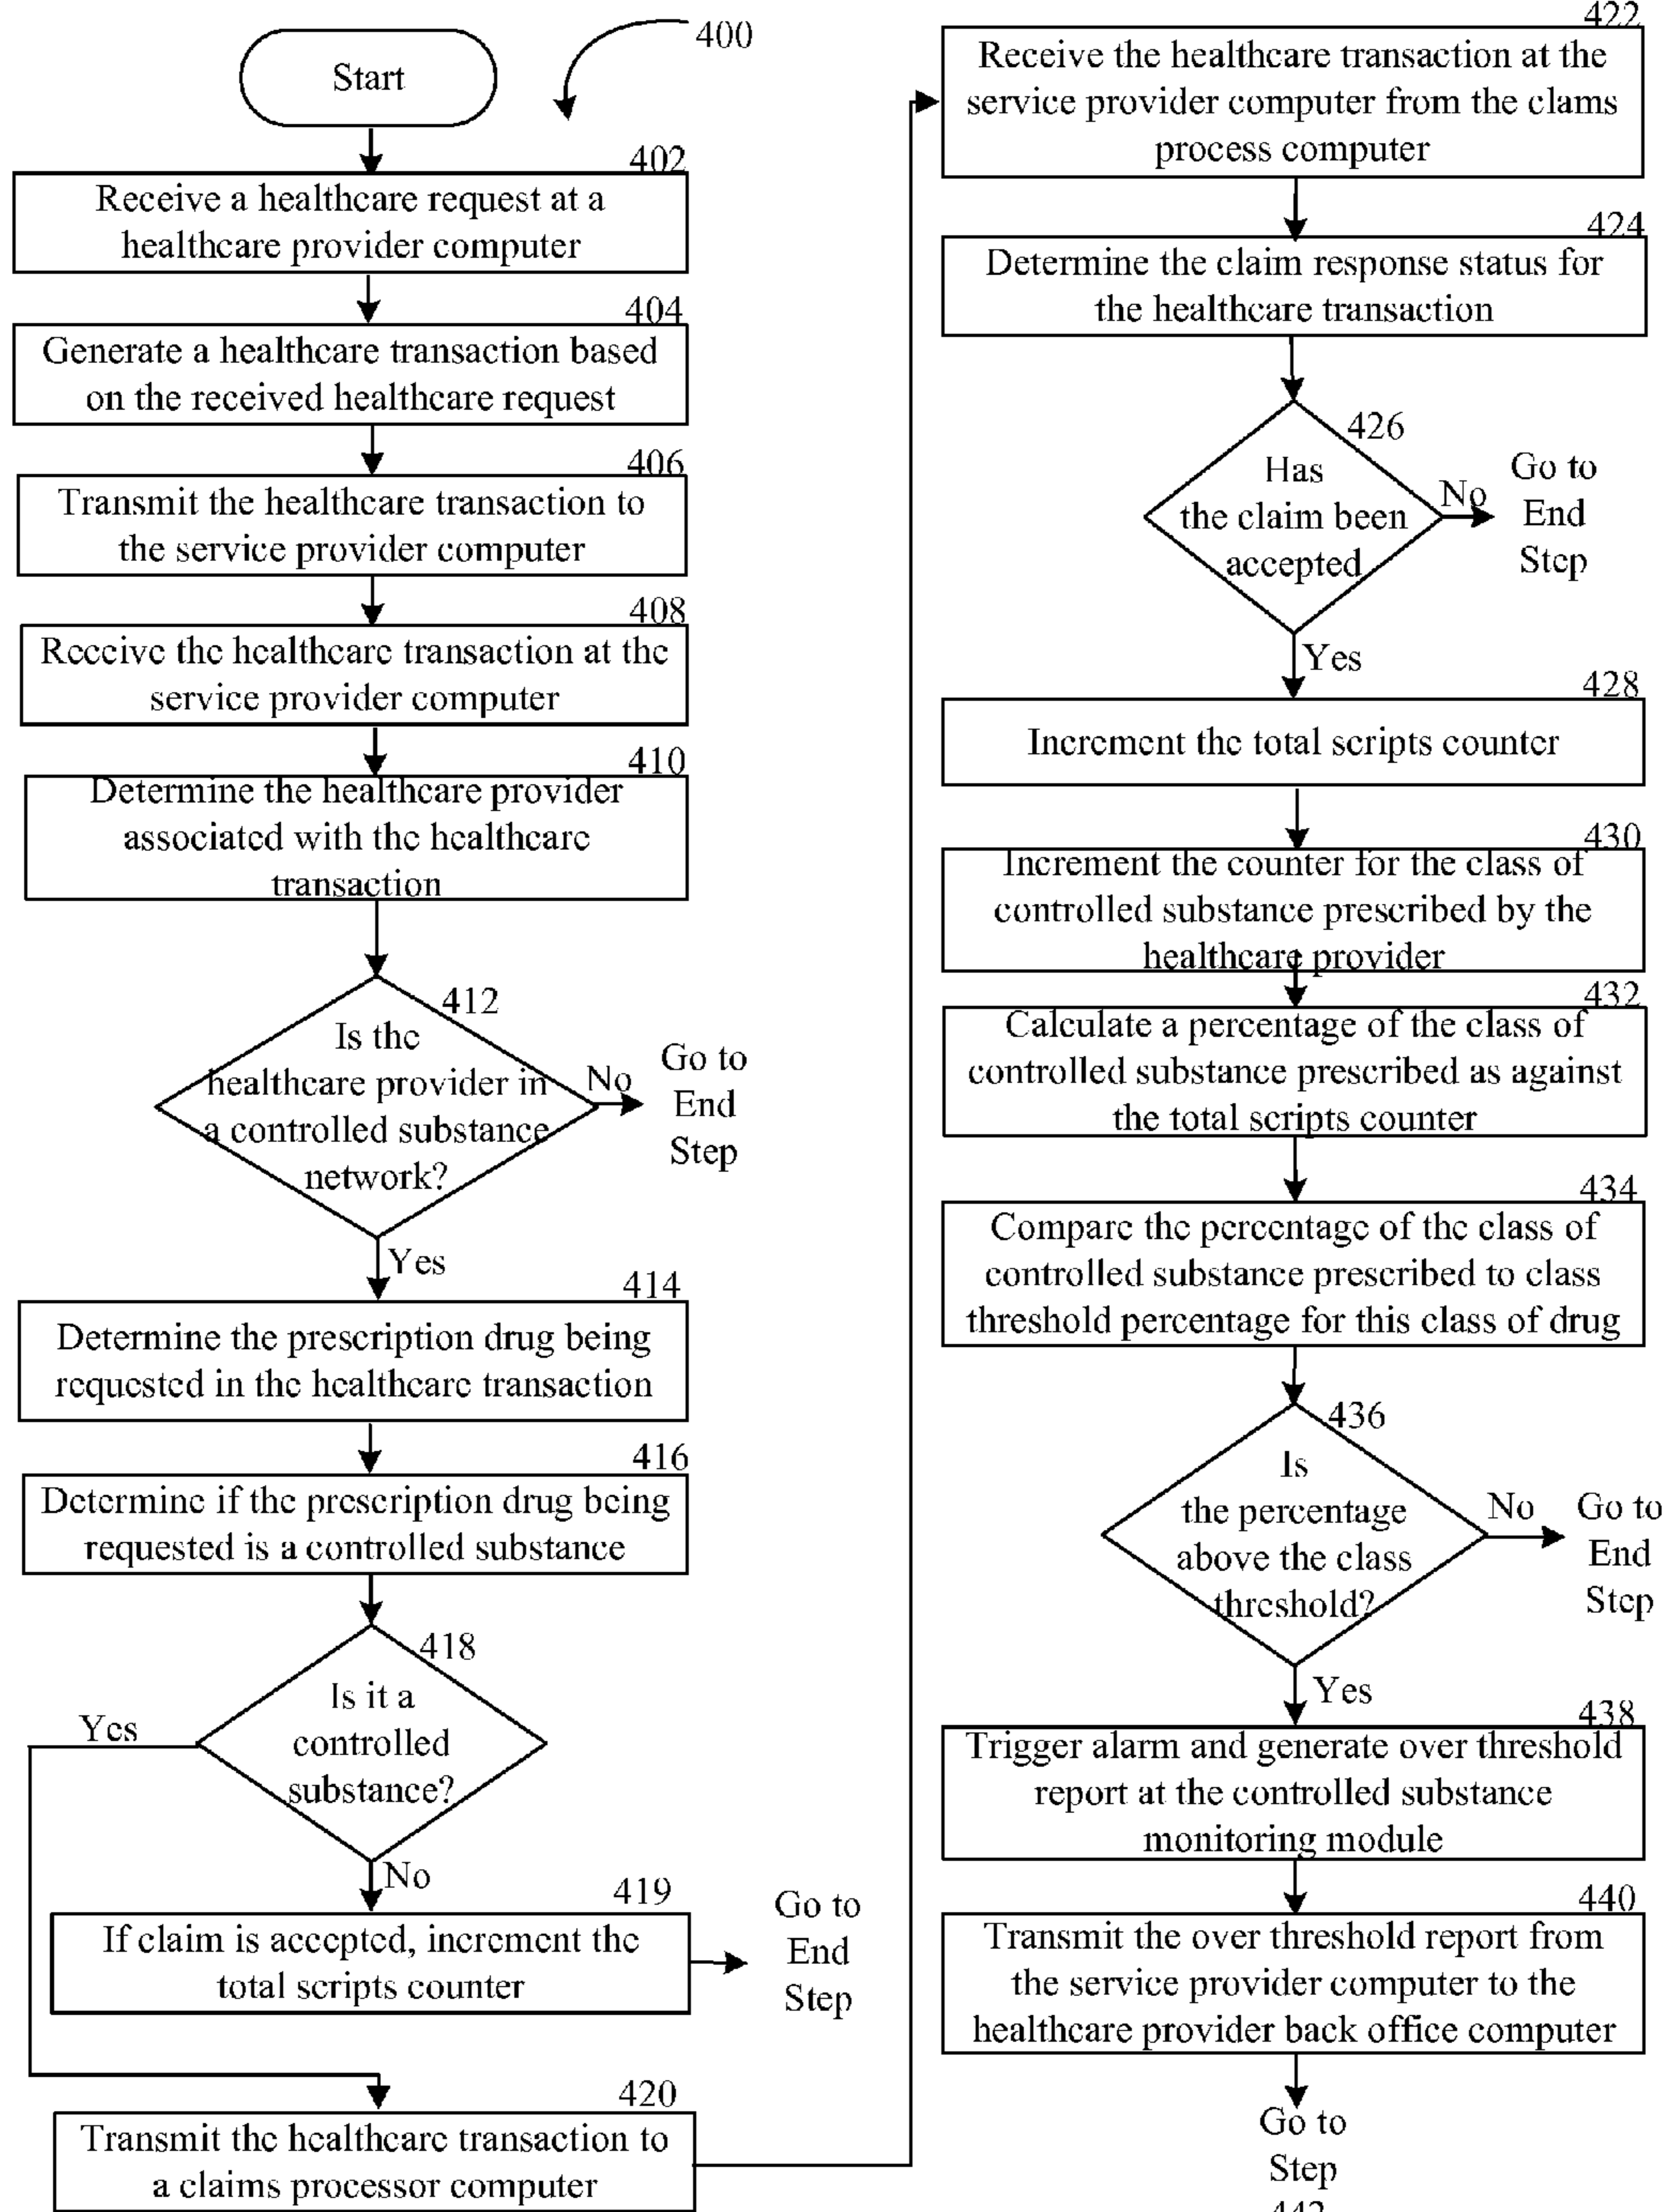 Start
400
402
Receive a healthcare request at a
healthcare provider computer
404
Generate a healthcare transaction based
on the received healthcare request
406
Transmit the healthcare transaction to
the service provider computer
408
Receive the healthcare transaction at the
service provider computer
410
Determine the healthcare provider
associated with the healthcare
transaction
412
Is the
healthcare provider in
a controlled substance
network?
No
Go to
End
Step
Yes
414
Determine the prescription drug being
requested in the healthcare transaction
416
Determine if the prescription drug being
requested is a controlled substance
418
Is it a
controlled
substance?
Yes
No
419
If claim is accepted, increment the
total scripts counter
Go to
End
Step
420
Transmit the healthcare transaction to
a claims processor computer
422
Receive the healthcare transaction at the
service provider computer from the clams
process computer
424
Determine the claim response status for
the healthcare transaction
426
Has
the claim been
accepted
No
Go to
End
Step
Yes
428
Increment the total scripts counter
430
Increment the counter for the class of
controlled substance prescribed by the
healthcare provider
432
Calculate a percentage of the class of
controlled substance prescribed as against
the total scripts counter
434
Compare the percentage of the class of
controlled substance prescribed to class
threshold percentage for this class of drug
436
Is
the percentage
above the class
threshold?
No
Go to
End
Step
Yes
438
Trigger alarm and generate over threshold
report at the controlled substance
monitoring module
440
Transmit the over threshold report from
the service provider computer to the
healthcare provider back office computer
Go to
Step